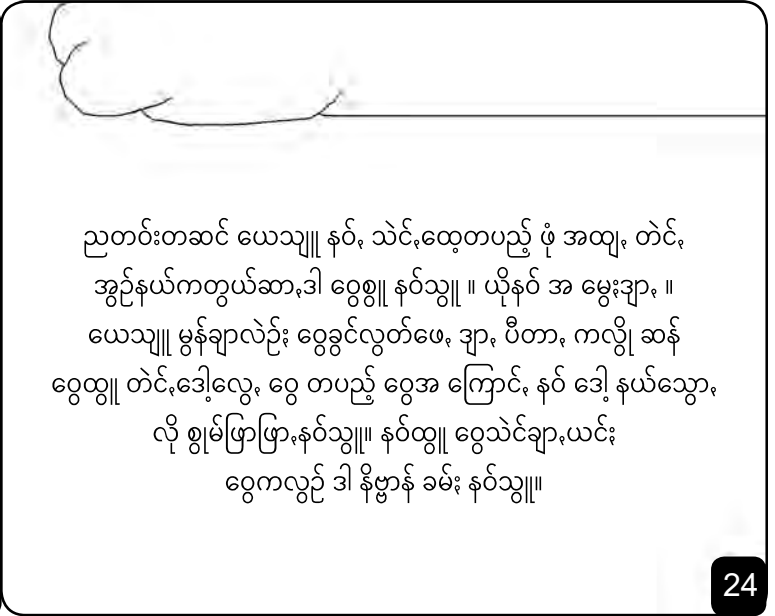 ညတဝ်းတဆင် ယေသျူ နဝ်ႇ သဲင်ႇထွေ့တပည့် ဖုံ အထျႇ တဲင်ႇ
အွဉ်နယ်ကတွယ်ဆာႇဒါ ဝွေစွူ နဝ်သွူ ။ ယိုနဝ် အ မွေးဒျာႇ ။
ယေသျူ မွန်ချာလဲဉ်ႈ ဝွေခွင်လွတ်ဖေႇ ဒျာႇ ပီတာႇ ကလွို ဆန်
ဝွေထွူ တဲင်ႇဒေါ့လွေႇ ဝွေ တပည့် ဝွေအ ကြောင်ႇ နဝ် ဒေါ့ နယ်သွောႇ
လို စွုမ်ဖြာဖြာႇနဝ်သွူ။ နဝ်ထွူ ဝွေသဲင်ချာႇယင်ႈ
ဝွေကလွဉ် ဒါ နိဗ္ဗာန် ခမ်ႈ နဝ်သွူ။
24